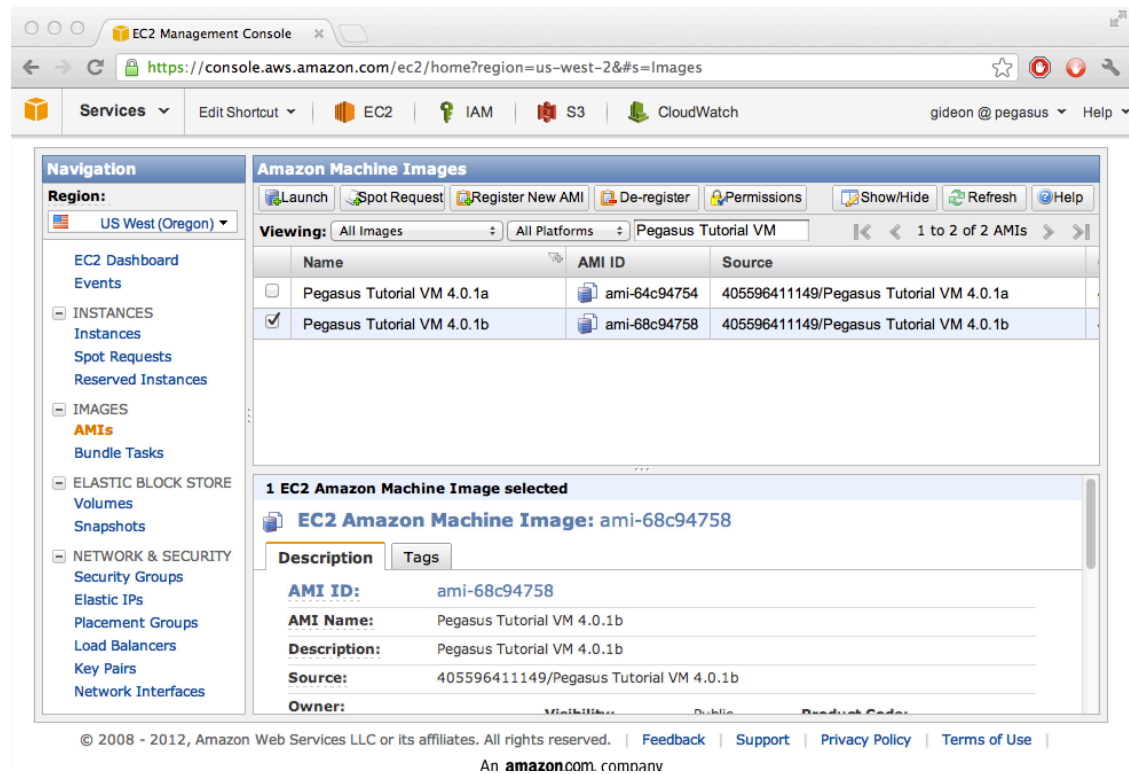 EC2 Management Console
https://console.aws.amazon.com/ec2/home?region=us-west-2&#s=Images
Services Edit Shortcut EC2 IAM S3 CloudWatch gideon @ pegasus Help
Navigation
Region:
US West (Oregon)
EC2 Dashboard
Events
INSTANCES
Instances
Spot Requests
Reserved Instances
IMAGES
AMIs
Bundle Tasks
ELASTIC BLOCK STORE
Volumes
Snapshots
NETWORK & SECURITY
Security Groups
Elastic IPs
Placement Groups
Load Balancers
Key Pairs
Network Interfaces
Amazon Machine Images
Launch Spot Request Register New AMI De-register Permissions Show/Hide Refresh Help
Viewing: All Images All Platforms Pegasus Tutorial VM 1 to 2 of 2 AMIs
Name AMI ID Source
Pegasus Tutorial VM 4.0.1a ami-64c94754 405596411149/Pegasus Tutorial VM 4.0.1a
Pegasus Tutorial VM 4.0.1b ami-68c94758 405596411149/Pegasus Tutorial VM 4.0.1b
1 EC2 Amazon Machine Image selected
EC2 Amazon Machine Image: ami-68c94758
Description Tags
AMI ID: ami-68c94758
AMI Name: Pegasus Tutorial VM 4.0.1b
Description: Pegasus Tutorial VM 4.0.1b
Source: 405596411149/Pegasus Tutorial VM 4.0.1b
Owner: Visibility: Public Product Code:
© 2008 - 2012, Amazon Web Services LLC or its affiliates. All rights reserved. | Feedback | Support | Privacy Policy | Terms of Use |
An amazon.com. company